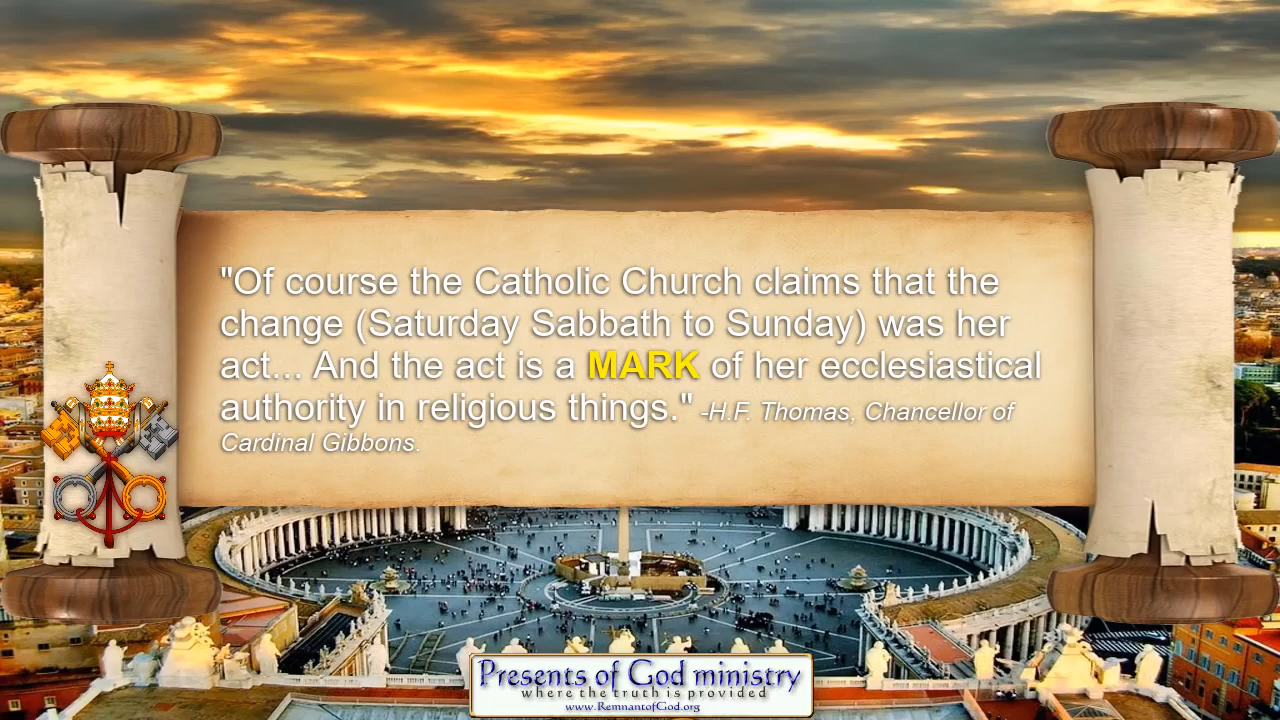 "Of course the Catholic Church claims that the
change (Saturday Sabbath to Sunday) was her
act... And the act is a MARK of her ecclesiastical
authority in religious things." -H.F. Thomas, Chancellor of
Cardinal Gibbons.
Presents of God ministry
where the truth is provided
www.RemnantofGod.org